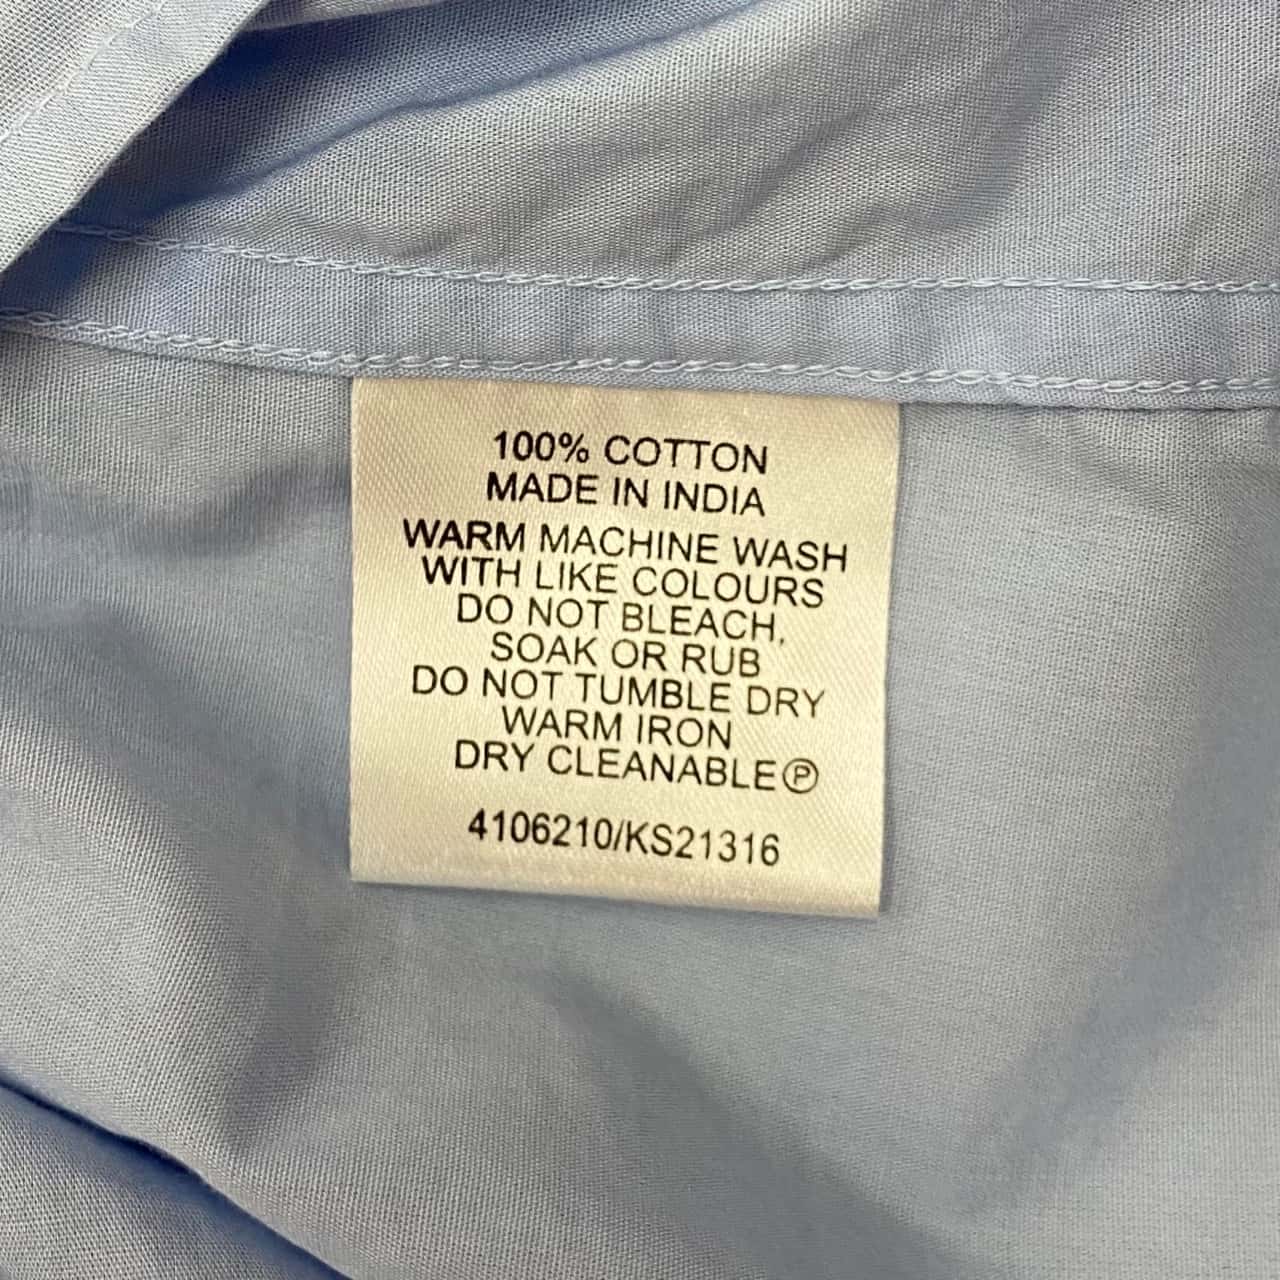 100% COTTON
MADE IN INDIA
WARM MACHINE WASH
WITH LIKE COLOURS
DO NOT BLEACH,
SOAK OR RUB
DO NOT TUMBLE DRY
WARM IRON
DRY CLEANABLE Ⓟ
4106210/KS21316